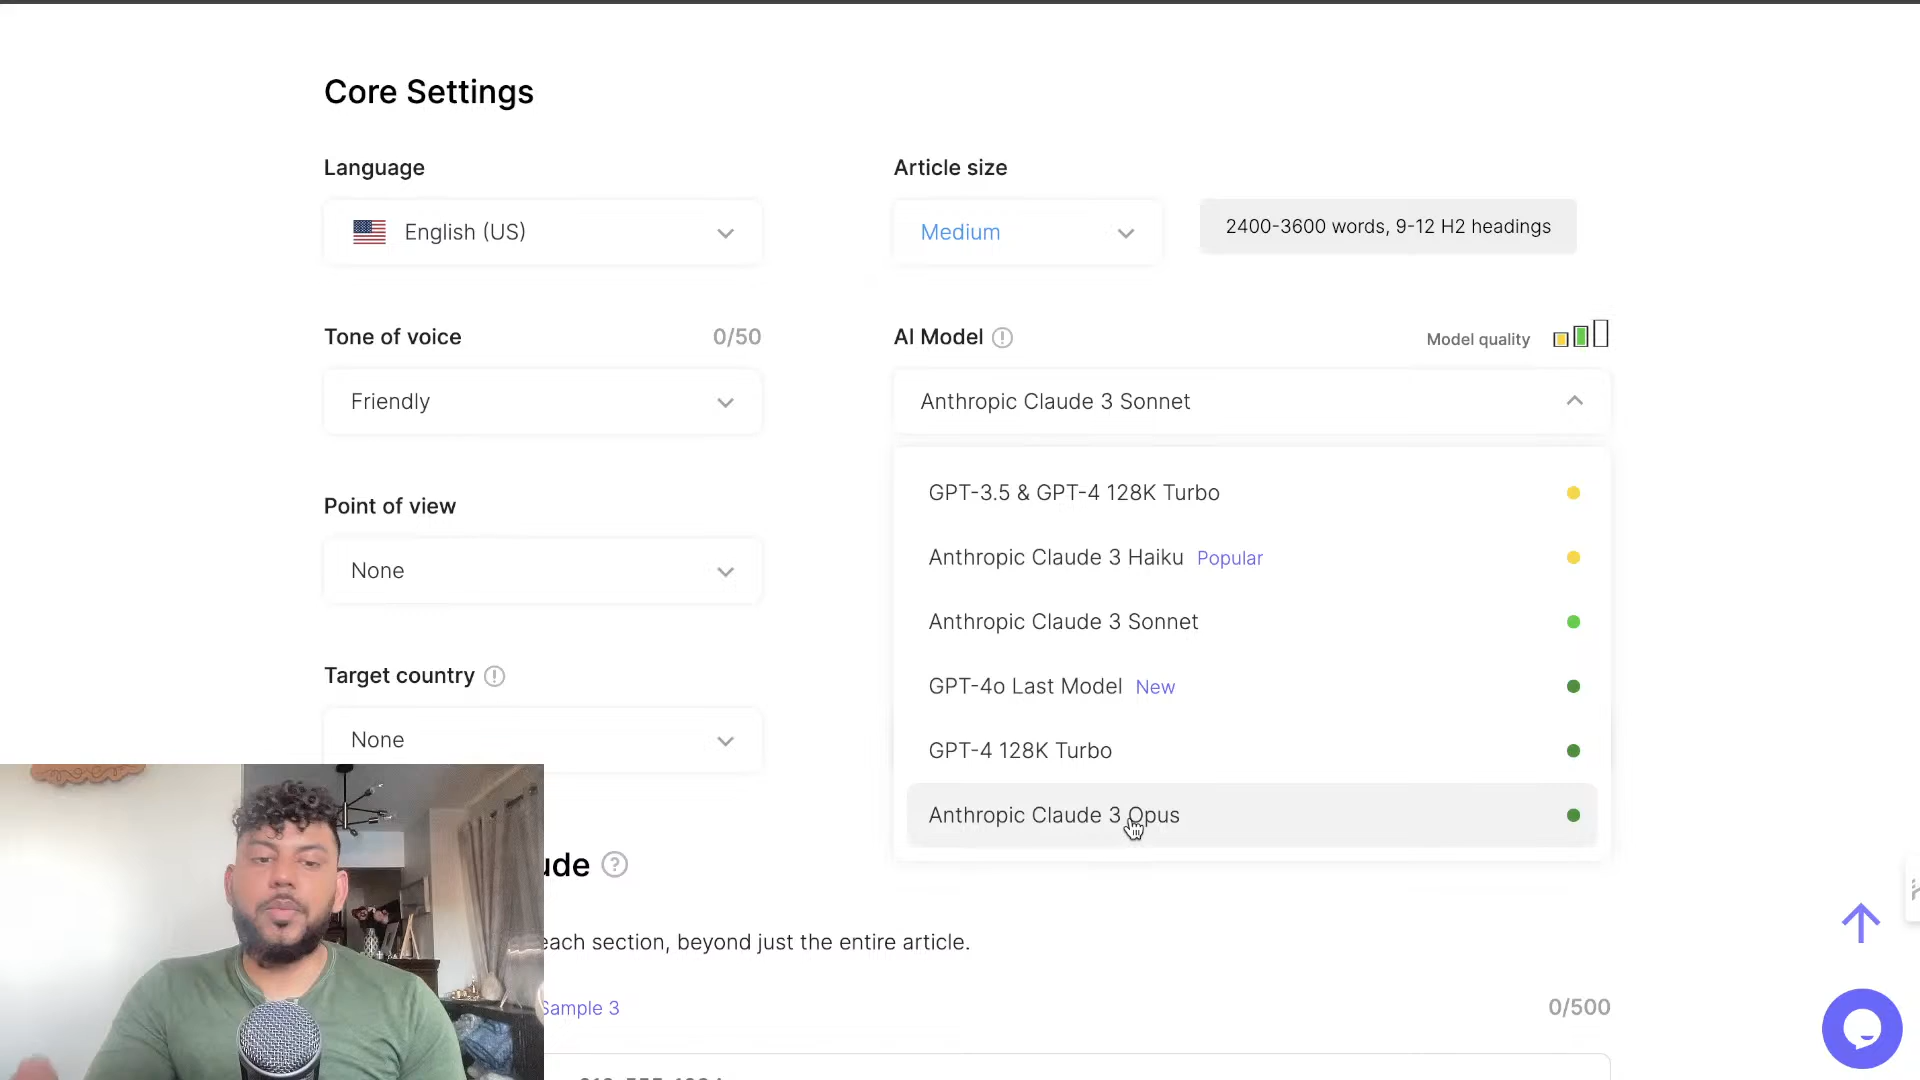 Core Settings
Language
Article size
English (US)
Medium
2400-3600 words, 9-12 H2 headings
Tone of voice
0/50
AI Model
Model quality
Friendly
Anthropic Claude 3 Sonnet
Point of view
GPT-3.5 & GPT-4 128K Turbo
None
Anthropic Claude 3 Haiku Popular
Anthropic Claude 3 Sonnet
Target country
GPT-4o Last Model New
None
GPT-4 128K Turbo
Anthropic Claude 3 Opus
each section, beyond just the entire article.
Sample 3
0/500